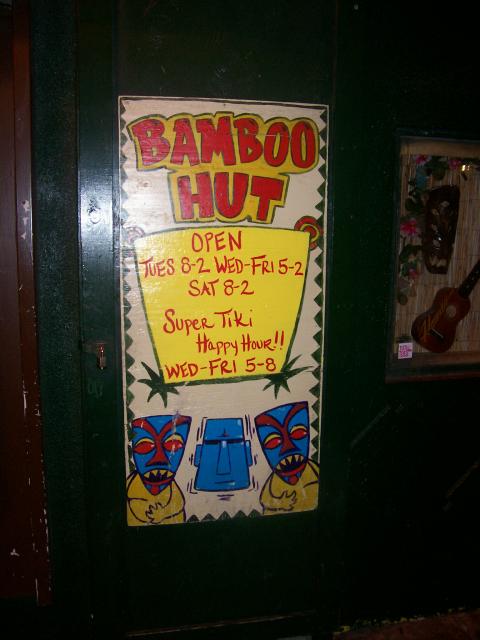 BAMBOO
HUT
OPEN
TUES 8-2 WED-FRI 5-2
SAT 8-2
SUPER TIKI
HAPPY HOUR!!
WED-FRI 5-8